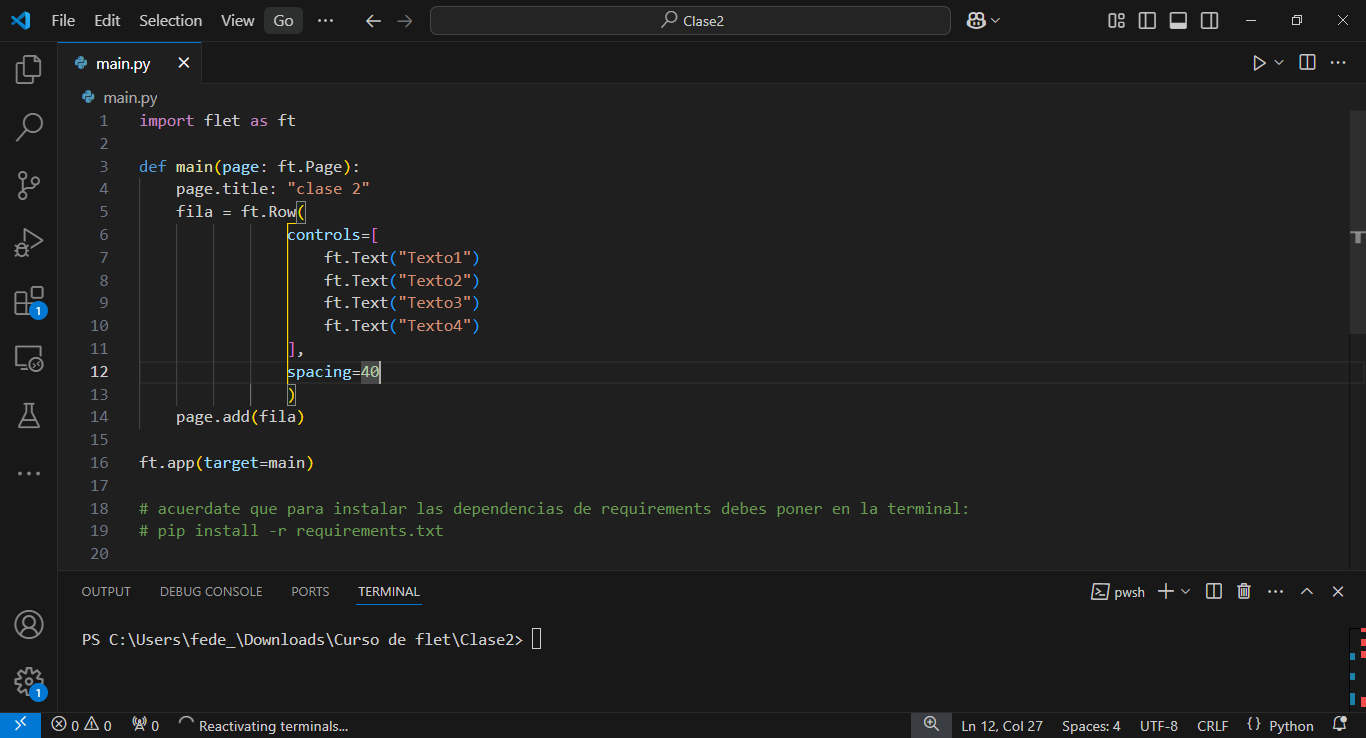 File Edit Selection View Go ··· Clase2
main.py
main.py
1 import flet as ft
2
3 def main(page: ft.Page):
4 page.title: "clase 2"
5 fila = ft.Row(
6 controls=[
7 ft.Text("Texto1")
8 ft.Text("Texto2")
9 ft.Text("Texto3")
10 ft.Text("Texto4")
11 ],
12 spacing=40
13 )
14 page.add(fila)
15
16 ft.app(target=main)
17
18 # acuerdate que para instalar las dependencias de requirements debes poner en la terminal:
19 # pip install -r requirements.txt
20
1
OUTPUT DEBUG CONSOLE PORTS TERMINAL pwsh
PS C:\Users\fede_\Downloads\Curso de flet\Clase2>
1
0 0 0 Reactivating terminals... Ln 12, Col 27 Spaces: 4 UTF-8 CRLF {} Python